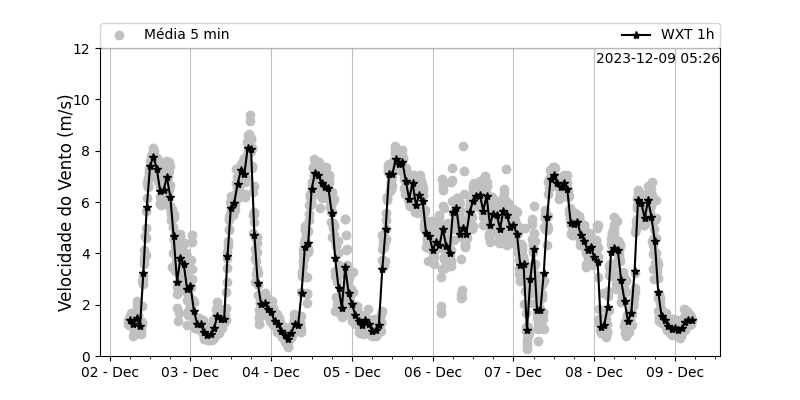 Média 5 min
WXT 1h
2023-12-09 05:26
Velocidade do Vento (m/s)
12
10
8
6
4
2
0
02 - Dec
03 - Dec
04 - Dec
05 - Dec
06 - Dec
07 - Dec
08 - Dec
09 - Dec